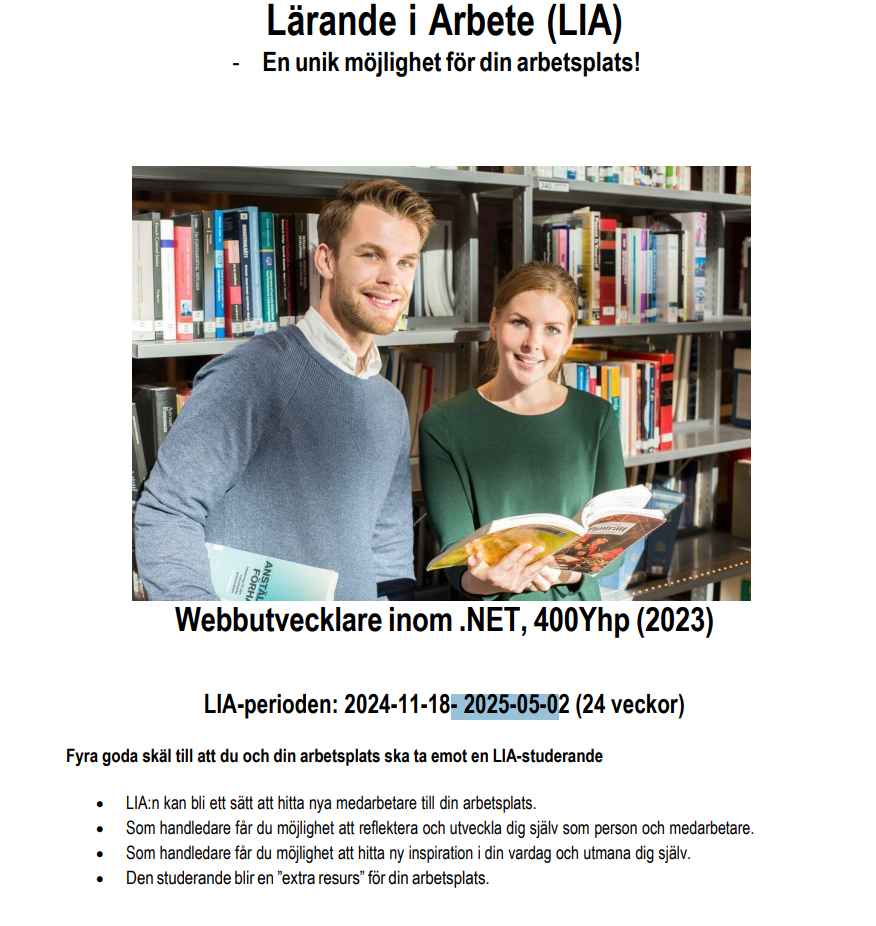 Lärande i Arbete (LIA)
- En unik möjlighet för din arbetsplats!
ANSTÄL
FÖRHA
Webbutvecklare inom .NET, 400Yhp (2023)
LIA-perioden: 2024-11-18- 2025-05-02 (24 veckor)
Fyra goda skäl till att du och din arbetsplats ska ta emot en LIA-studerande
• LIA:n kan bli ett sätt att hitta nya medarbetare till din arbetsplats.
• Som handledare får du möjlighet att reflektera och utveckla dig själv som person och medarbetare.
• Som handledare får du möjlighet att hitta ny inspiration i din vardag och utmana dig själv.
• Den studerande blir en ”extra resurs” för din arbetsplats.